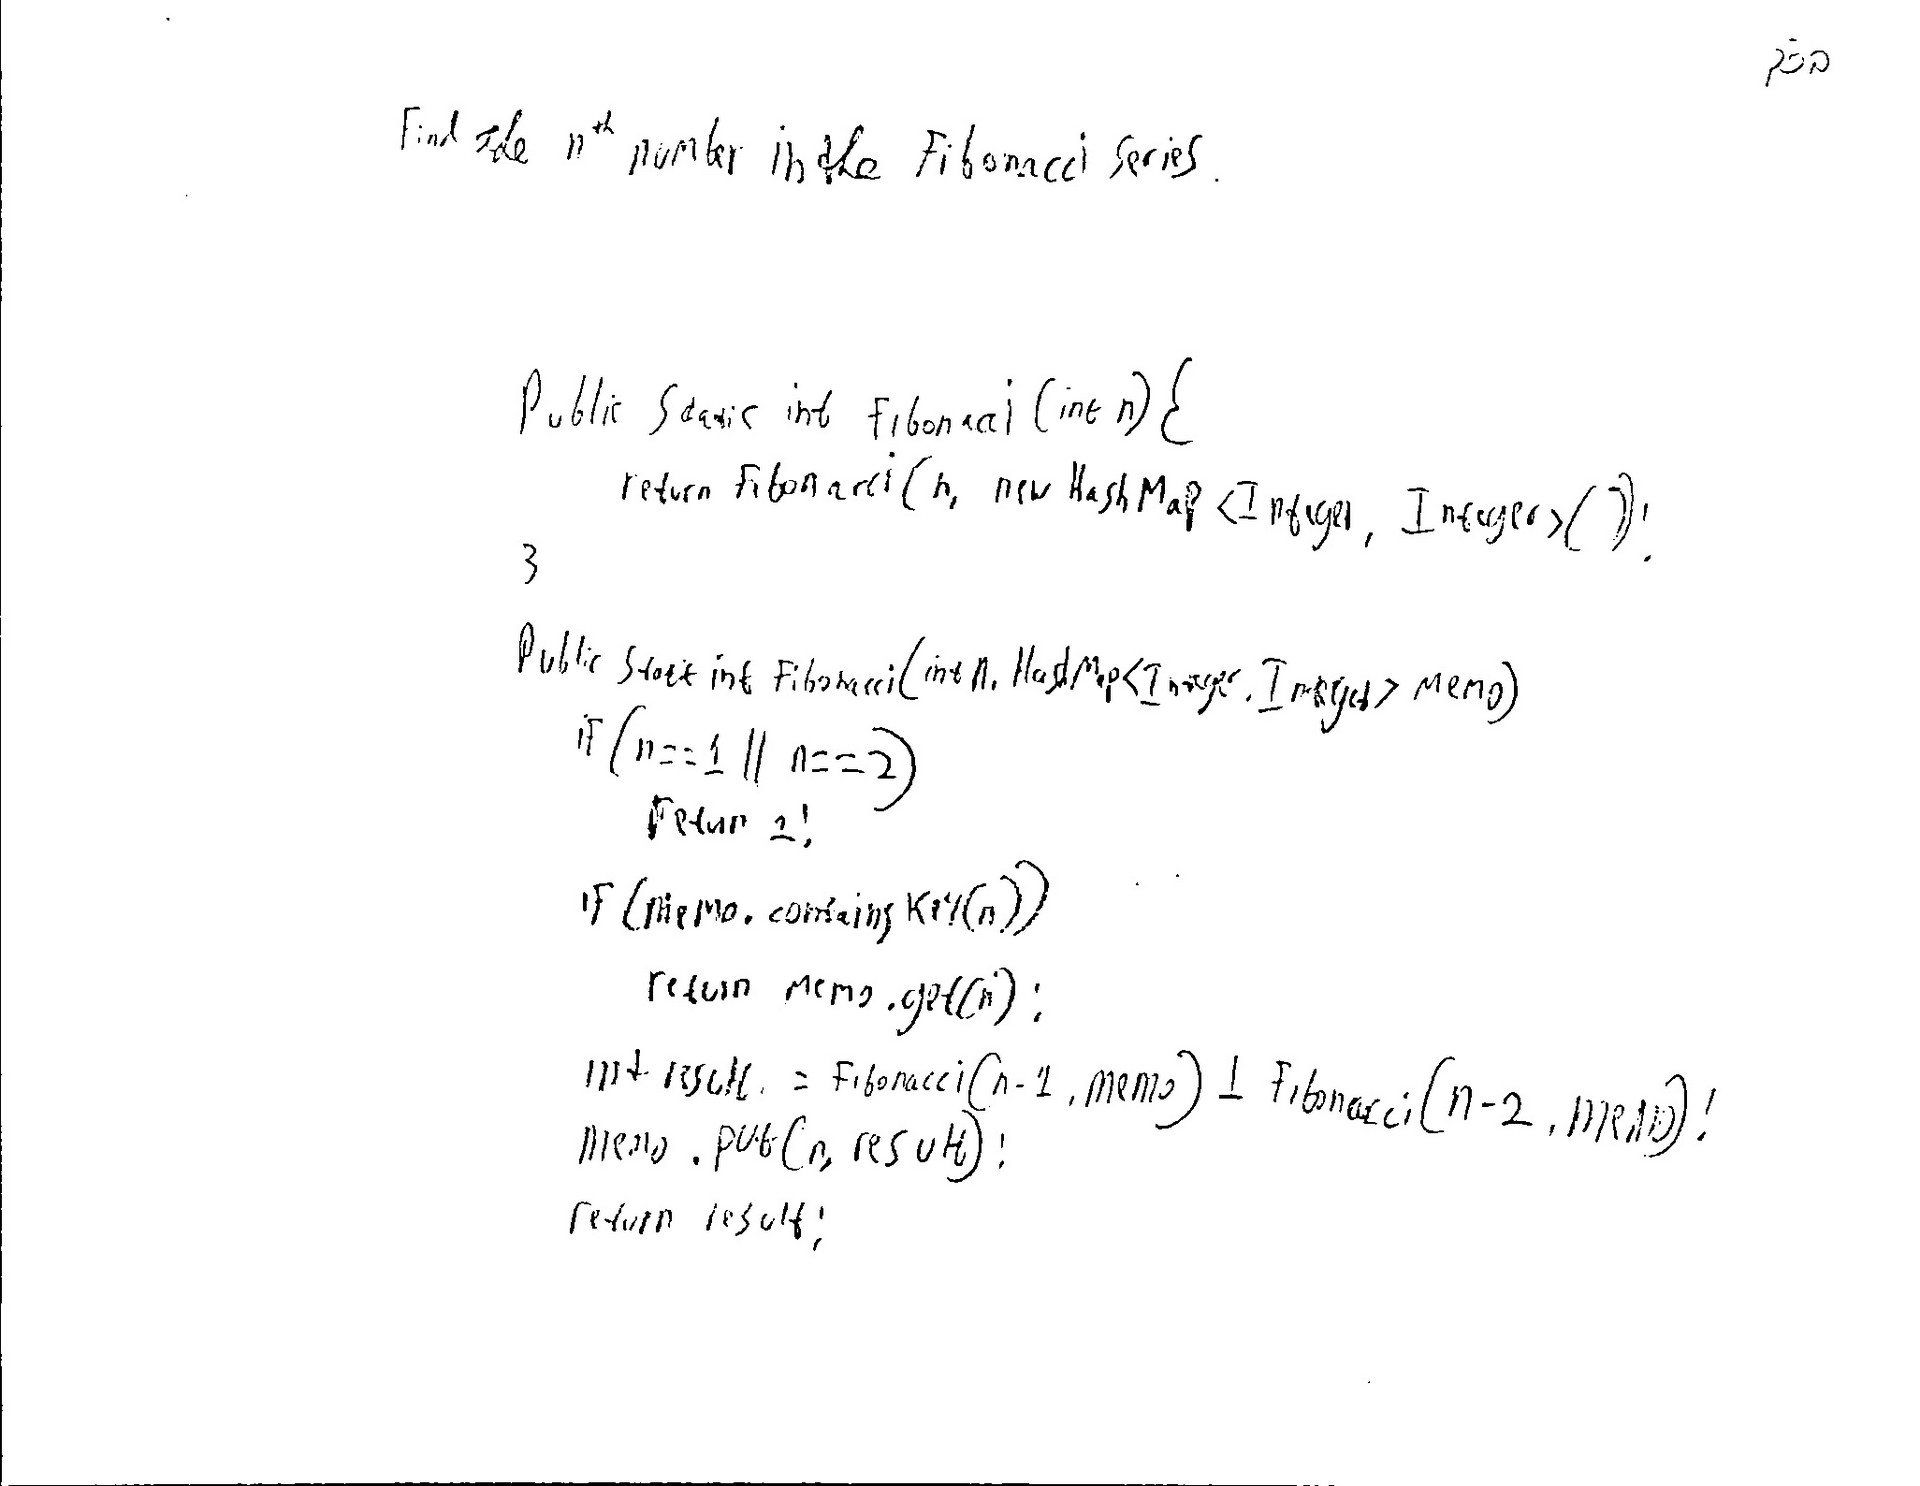 בס״ד
Find the nth number in the Fibonacci series.
Public Static int Fibonacci (int n) {
return Fibonacci(n, new HashMap <Integer, Integer>());
}
Public Static int Fibonacci(int n, HashMap<Integer, Integer> memo)
if (n==1 || n==2)
return 1;
if (memo.containsKey(n))
return memo.get(n);
int result = Fibonacci(n-1, memo) + Fibonacci(n-2, memo);
memo.put(n, result);
return result;